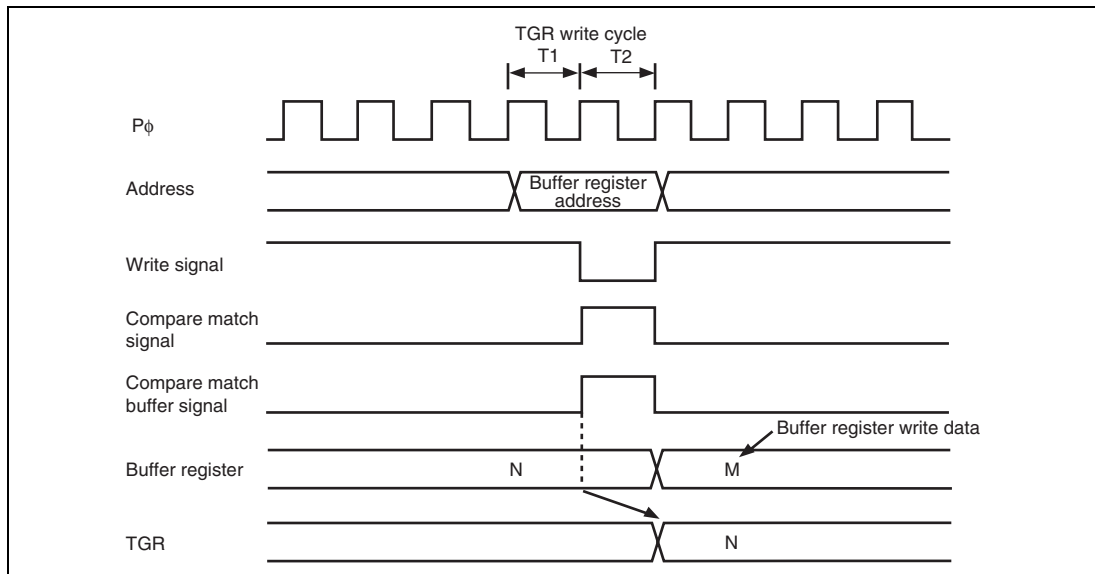 TGR write cycle
T1 T2
Pϕ
Address
Buffer register
address
Write signal
Compare match
signal
Compare match
buffer signal
Buffer register write data
Buffer register
N M
TGR
N